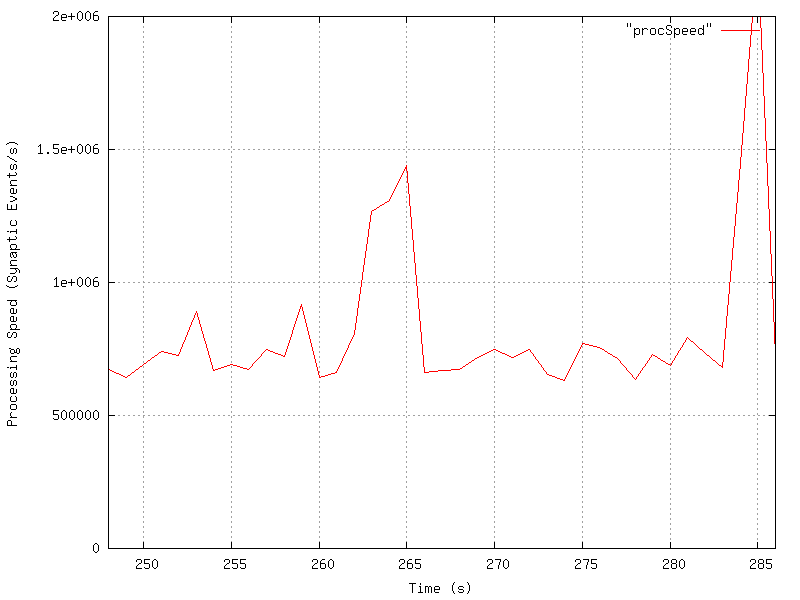 2e+006
"procSpeed"
1.5e+006
1e+006
500000
0
Processing Speed (Synaptic Events/s)
250 255 260 265 270 275 280 285
Time (s)